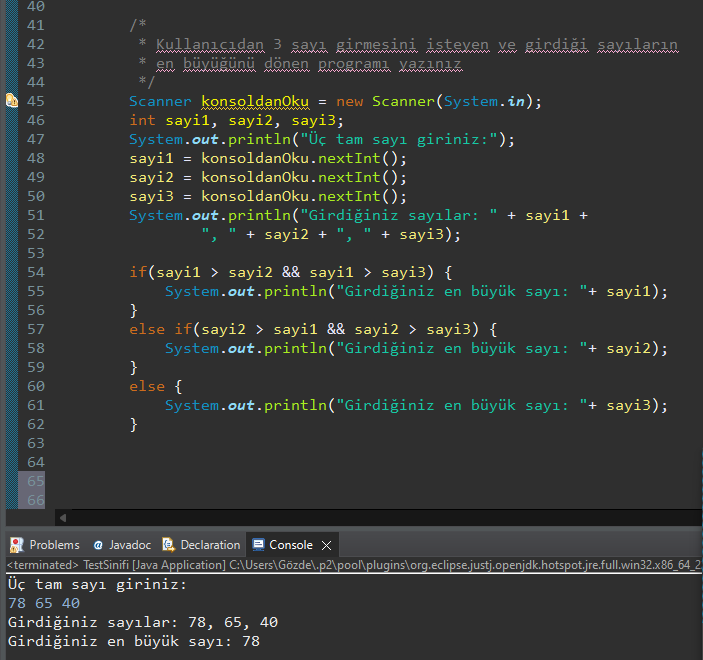 40
41 /*
42 * Kullanıcıdan 3 sayı girmesini isteyen ve girdiği sayıların
43 * en büyüğünü dönen programı yazınız
44 */
45 Scanner konsoldanOku = new Scanner(System.in);
46 int sayi1, sayi2, sayi3;
47 System.out.println("Üç tam sayı giriniz:");
48 sayi1 = konsoldanOku.nextInt();
49 sayi2 = konsoldanOku.nextInt();
50 sayi3 = konsoldanOku.nextInt();
51 System.out.println("Girdiğiniz sayılar: " + sayi1 +
52 ", " + sayi2 + ", " + sayi3);
53
54 if(sayi1 > sayi2 && sayi1 > sayi3) {
55 System.out.println("Girdiğiniz en büyük sayı: "+ sayi1);
56 }
57 else if(sayi2 > sayi1 && sayi2 > sayi3) {
58 System.out.println("Girdiğiniz en büyük sayı: "+ sayi2);
59 }
60 else {
61 System.out.println("Girdiğiniz en büyük sayı: "+ sayi3);
62 }
63
64
65
66
Problems @ Javadoc Declaration Console
<terminated> TestSinifi [Java Application] C:\Users\Gözde\.p2\pool\plugins\org.eclipse.justj.openjdk.hotspot.jre.full.win32.x86_64_2
Üç tam sayı giriniz:
78 65 40
Girdiğiniz sayılar: 78, 65, 40
Girdiğiniz en büyük sayı: 78